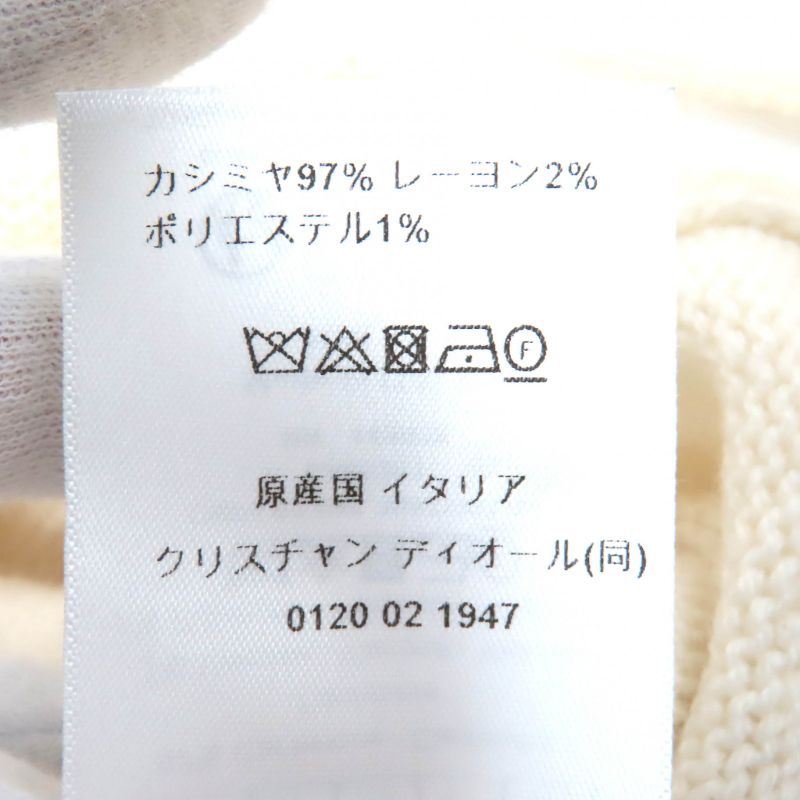 カシミヤ97% レーヨン2%
ポリエステル1%
F
原産国 イタリア
クリスチャン ディオール(同)
0120 02 1947